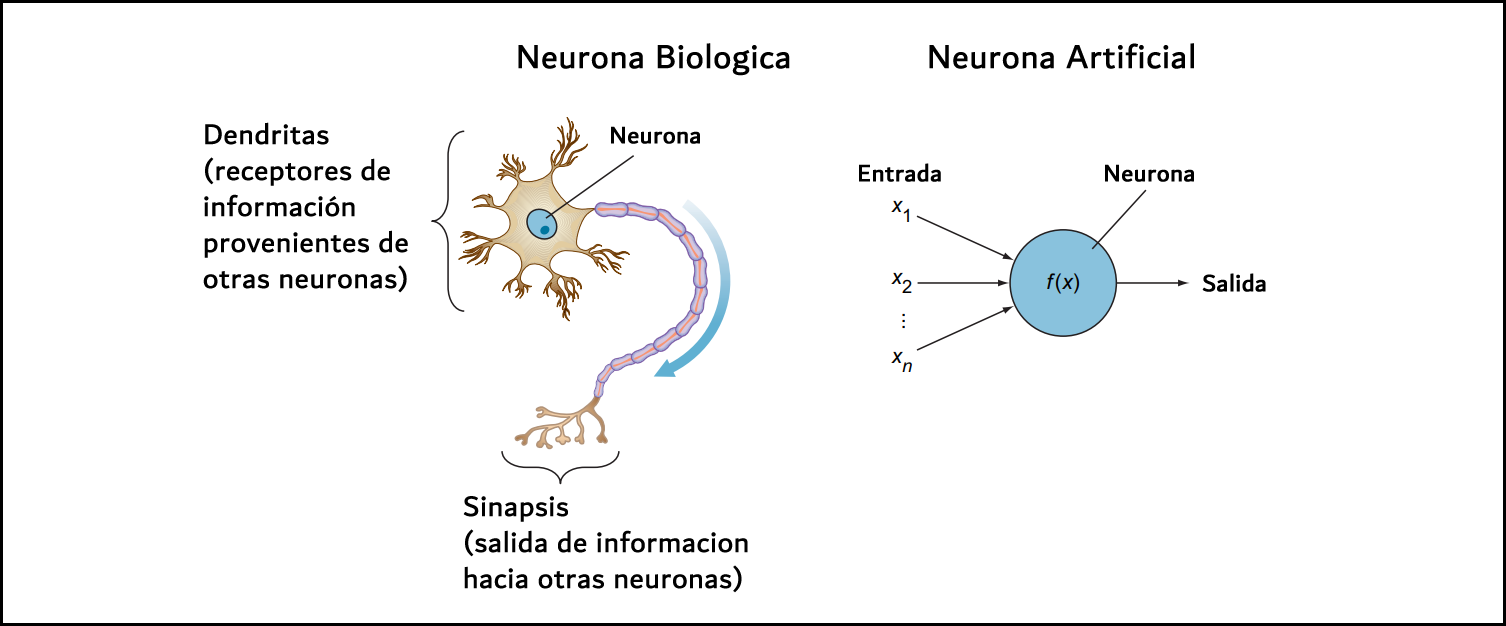 Neurona Biologica
Neurona Artificial
Dendritas
(receptores de
información
provenientes de
otras neuronas)
Neurona
Sinapsis
(salida de informacion
hacia otras neuronas)
Entrada
Neurona
x1
x2
f(x)
Salida
⋮
xn